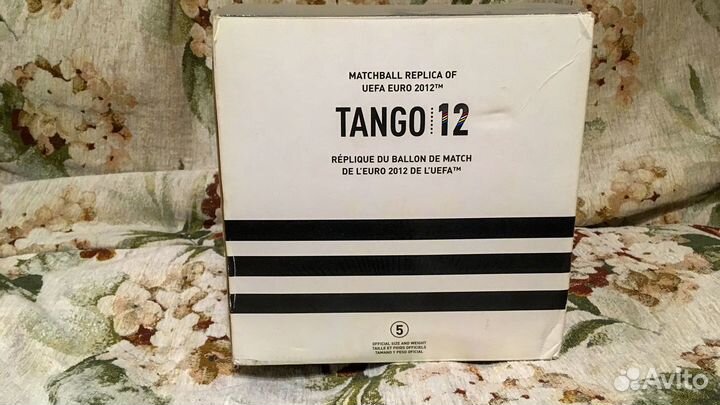 MATCHBALL REPLICA OF
UEFA EURO 2012™
TANGO 12
RÉPLIQUE DU BALLON DE MATCH
DE L'EURO 2012 DE L'UEFA™
5
OFFICIAL SIZE AND WEIGHT
TAILLE ET POIDS OFFICIELS
TAMANO Y PESO OFICIAL
Avito